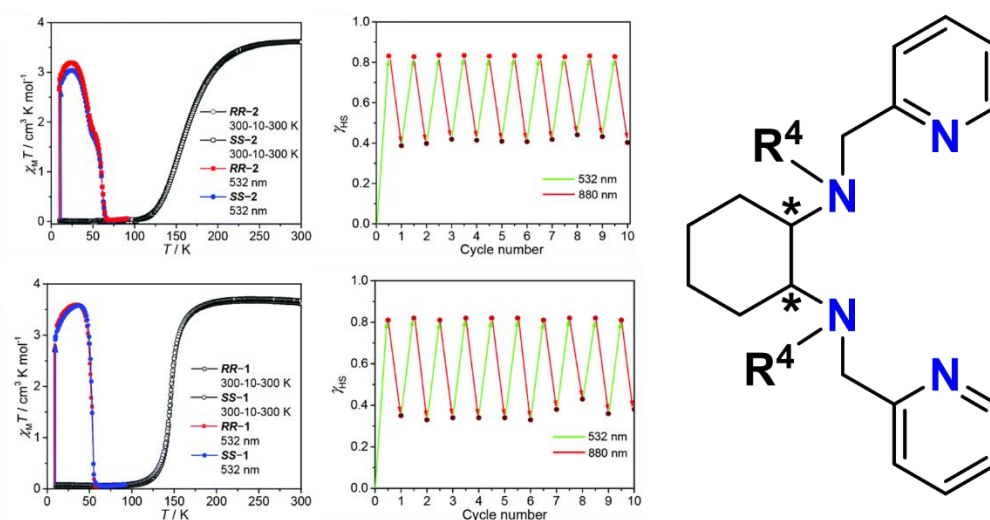 4
3
2
1
0
χMT / cm³ K mol⁻¹
RR–2
300-10-300 K
SS–2
300-10-300 K
RR–2
532 nm
SS–2
532 nm
0 50 100 150 200 250 300
T / K
1.0
0.8
0.6
0.4
0.2
0.0
γHS
532 nm
880 nm
0 1 2 3 4 5 6 7 8 9 10
Cycle number
4
3
2
1
0
χMT / cm³ K mol⁻¹
RR–1
300-10-300 K
SS–1
300-10-300 K
RR–1
532 nm
SS–1
532 nm
0 50 100 150 200 250 300
T / K
1.0
0.8
0.6
0.4
0.2
0.0
γHS
532 nm
880 nm
0 1 2 3 4 5 6 7 8 9 10
Cycle number
N
R⁴
N
*
*
N
R⁴
N